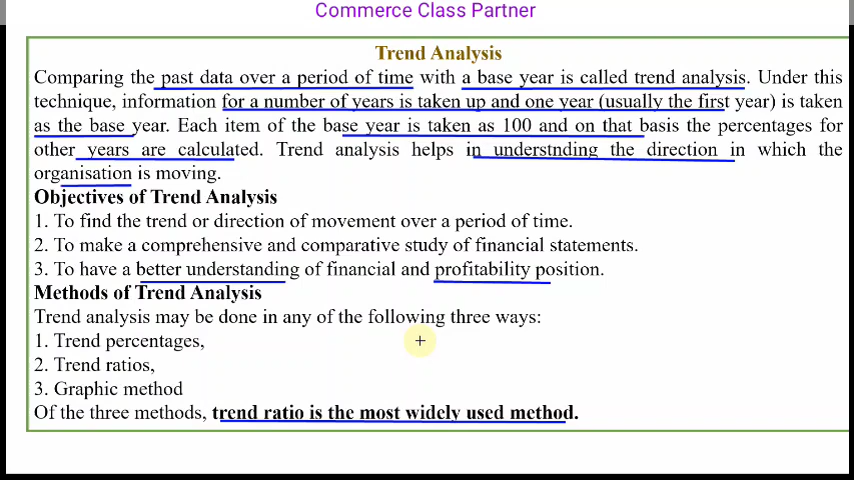 Commerce Class Partner
Trend Analysis
Comparing the past data over a period of time with a base year is called trend analysis. Under this
technique, information for a number of years is taken up and one year (usually the first year) is taken
as the base year. Each item of the base year is taken as 100 and on that basis the percentages for
other years are calculated. Trend analysis helps in understnding the direction in which the
organisation is moving.
Objectives of Trend Analysis
1. To find the trend or direction of movement over a period of time.
2. To make a comprehensive and comparative study of financial statements.
3. To have a better understanding of financial and profitability position.
Methods of Trend Analysis
Trend analysis may be done in any of the following three ways:
1. Trend percentages,
2. Trend ratios,
3. Graphic method
Of the three methods, trend ratio is the most widely used method.